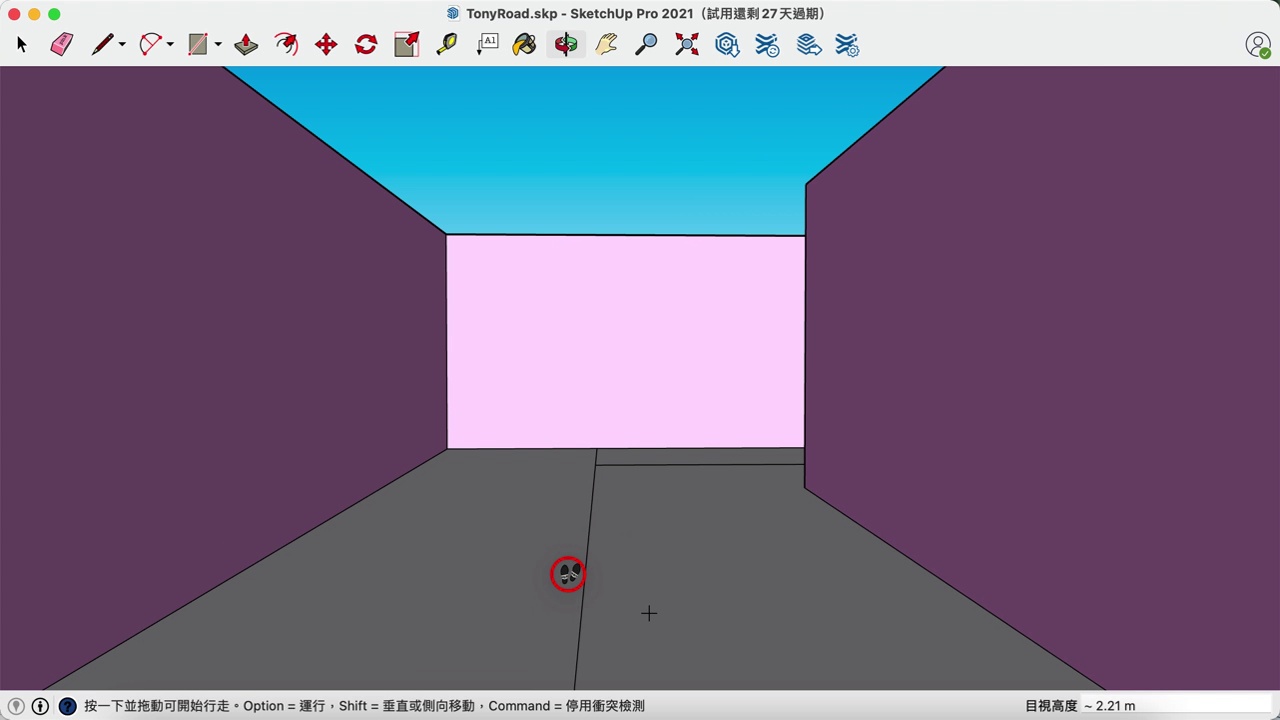 TonyRoad.skp - SketchUp Pro 2021（試用還剩 27 天過期）
A1
按一下並拖動可開始行走。Option = 運行，Shift = 垂直或側向移動，Command = 停用衝突檢測
目視高度 ~ 2.21 m